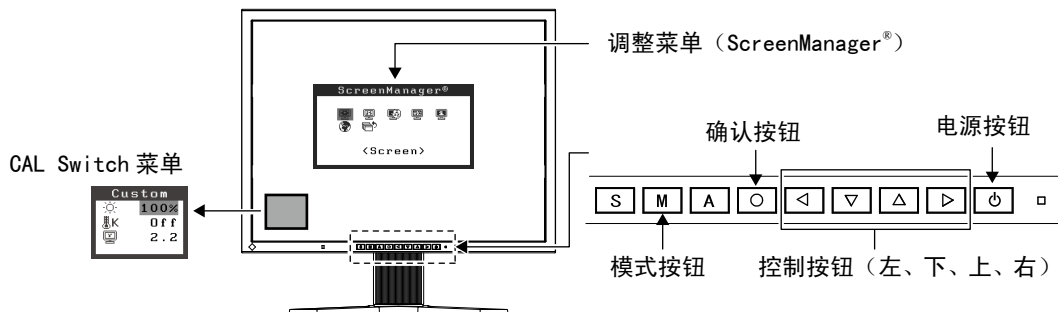 调整菜单（ScreenManager®）
ScreenManager®
<Screen>
CAL Switch 菜单
Custom
100%
K Off
2.2
确认按钮
电源按钮
S M A
模式按钮
控制按钮（左、下、上、右）